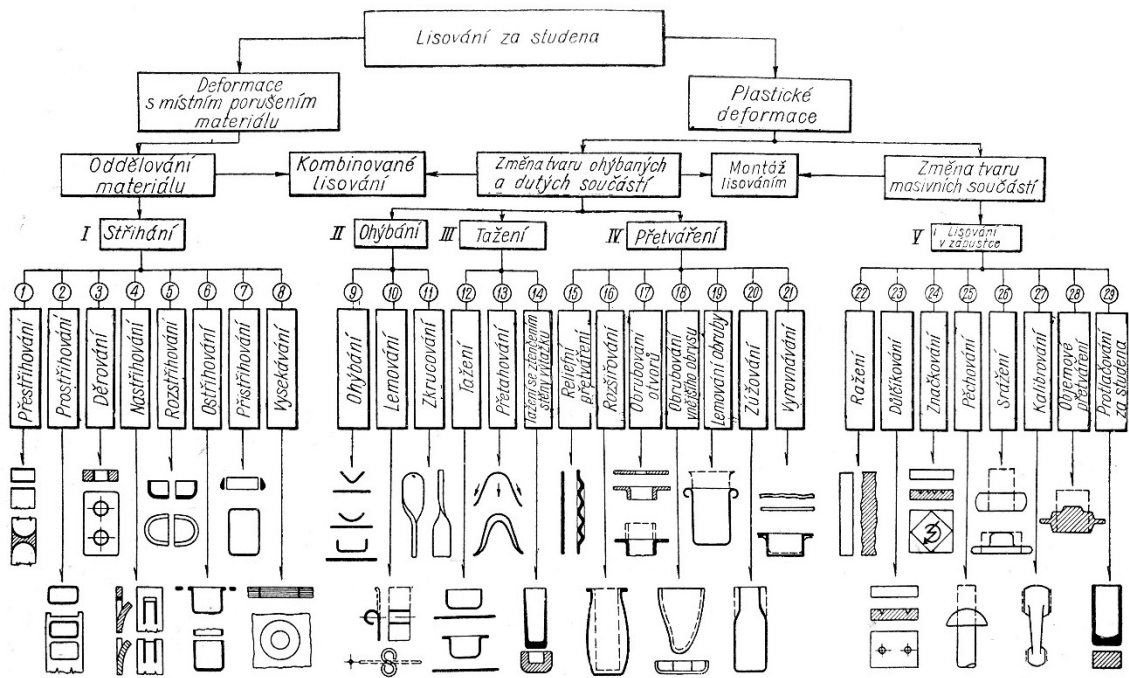 Lisování za studena
Deformace
s místním porušením
materiálu
Plastické
deformace
Oddělování
materiálu
Kombinované
lisování
Změna tvaru ohýbaných
a dutých součástí
Montáž
lisováním
Změna tvaru
masivních součástí
I Střihání
II Ohýbání
III Tažení
IV Přetváření
V Lisování
v zápustce
1 2 3 4 5 6 7 8 9 10 11 12 13 14 15 16 17 18 19 20 21 22 23 24 25 26 27 28 29
Přestřihování
Prostřihování
Děrování
Nastřihování
Rozstřihování
Ostřihování
Přistřihování
Vysekávání
Ohýbání
Lemování
Zkrucování
Tažení
Přetahování
Tažení se ztenčením
stěny výtažku
Reliefní
přetváření
Rozšiřování
Obrubování
otvorů
Obrubování
vnějšího obrysu
Lemování obruby
Zúžování
Vyrovnávání
Ražení
Důlčíkování
Značkování
Pěchování
Sražení
Kalibrování
Objemové
přetváření
Protlačování
za studena